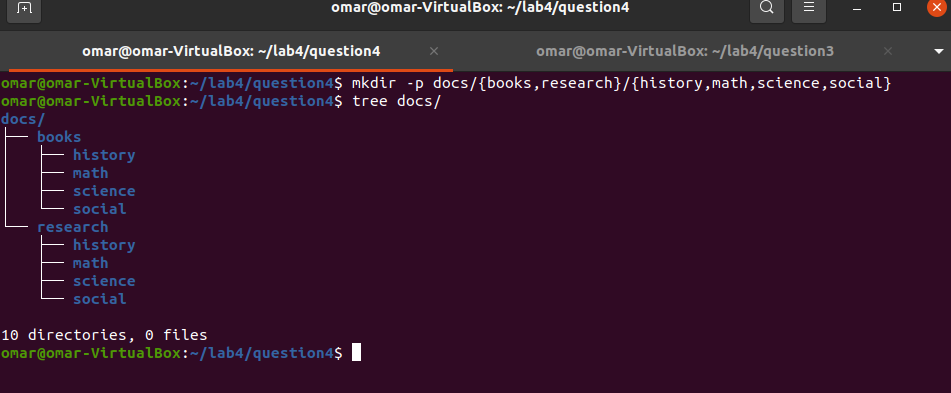 omar@omar-VirtualBox: ~/lab4/question4
omar@omar-VirtualBox: ~/lab4/question4 × omar@omar-VirtualBox: ~/lab4/question3 ×
omar@omar-VirtualBox:~/lab4/question4$ mkdir -p docs/{books,research}/{history,math,science,social}
omar@omar-VirtualBox:~/lab4/question4$ tree docs/
docs/
├── books
│   ├── history
│   ├── math
│   ├── science
│   └── social
└── research
    ├── history
    ├── math
    ├── science
    └── social
10 directories, 0 files
omar@omar-VirtualBox:~/lab4/question4$